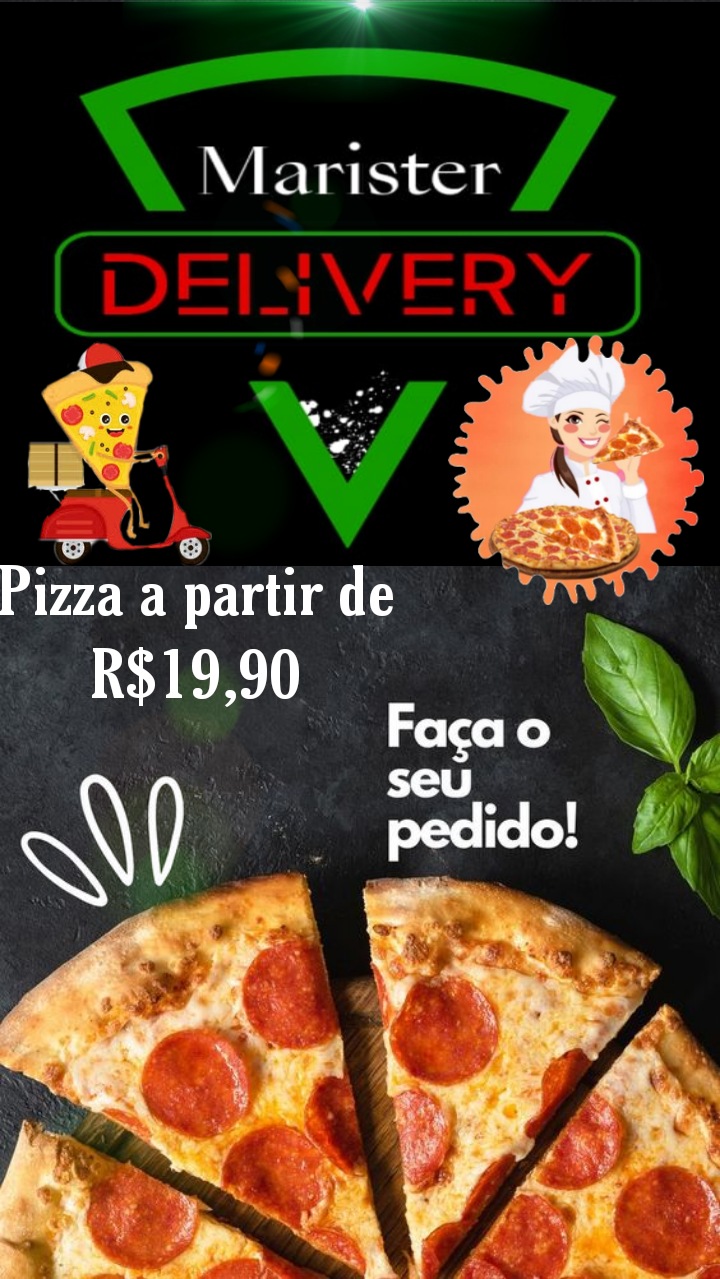 Marister
DELIVERY
Pizza a partir de
R$19,90
Faça o
seu
pedido!